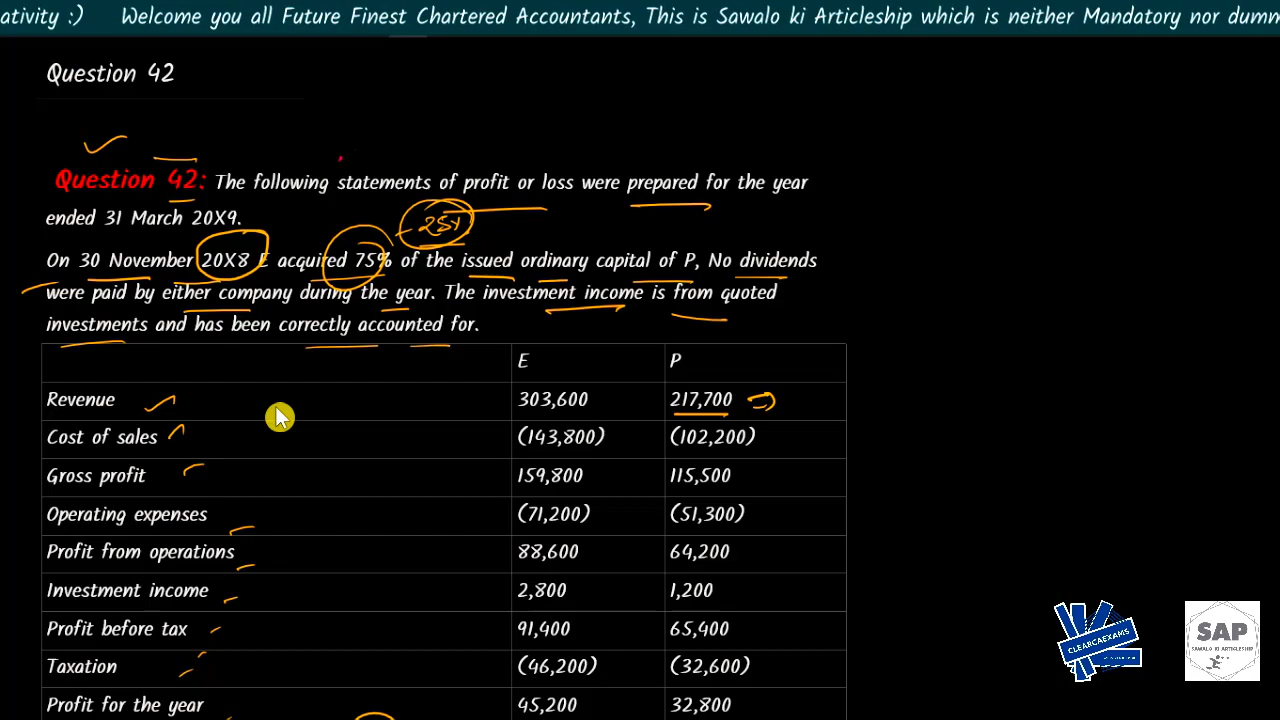 ativity :) Welcome you all Future Finest Chartered Accountants, This is Sawalo ki Articleship which is neither Mandatory nor dumm
Question 42
Question 42: The following statements of profit or loss were prepared for the year
ended 31 March 20X9.
25%
On 30 November 20X8 E acquired 75% of the issued ordinary capital of P, No dividends
were paid by either company during the year. The investment income is from quoted
investments and has been correctly accounted for.
E P
Revenue 303,600 217,700
Cost of sales (143,800) (102,200)
Gross profit 159,800 115,500
Operating expenses (71,200) (51,300)
Profit from operations 88,600 64,200
Investment income 2,800 1,200
Profit before tax 91,400 65,400
Taxation (46,200) (32,600)
Profit for the year 45,200 32,800
CLEARCAEXAMS
SAP
SAWALO KI ARTICLESHIP